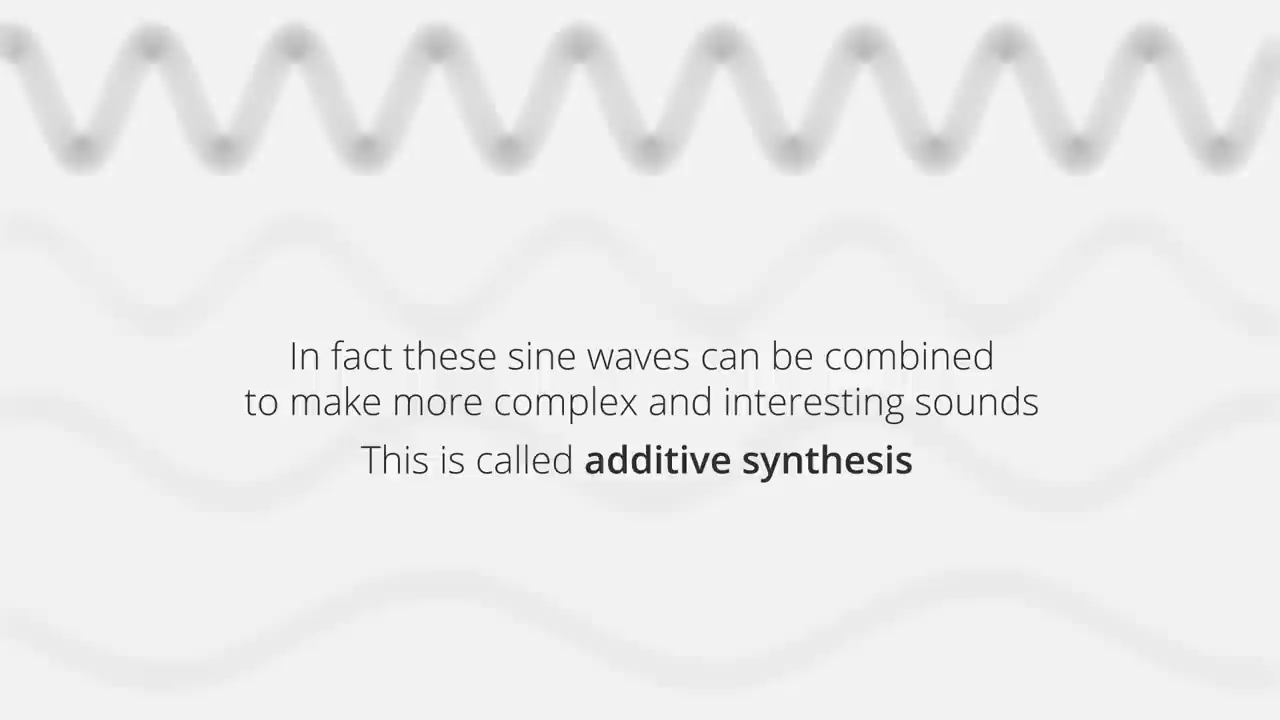 In fact these sine waves can be combined
to make more complex and interesting sounds
This is called additive synthesis